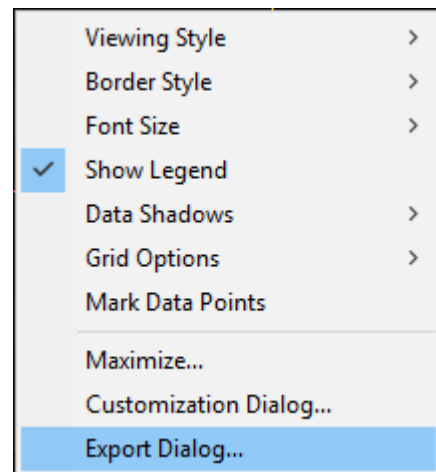 Viewing Style
Border Style
Font Size
Show Legend
Data Shadows
Grid Options
Mark Data Points
Maximize...
Customization Dialog...
Export Dialog...